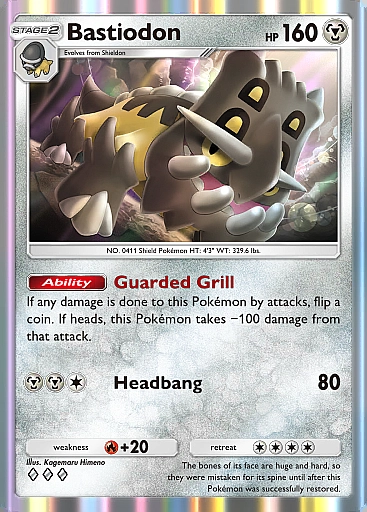 STAGE 2 Bastiodon HP 160
Evolves from Shieldon
NO. 0411 Shield Pokémon HT: 4'3" WT: 329.6 lbs.
Ability Guarded Grill
If any damage is done to this Pokémon by attacks, flip a
coin. If heads, this Pokémon takes −100 damage from
that attack.
Headbang 80
weakness +20 retreat
Illus. Kagemaru Himeno
The bones of its face are huge and hard, so
they were mistaken for its spine until after this
Pokémon was successfully restored.